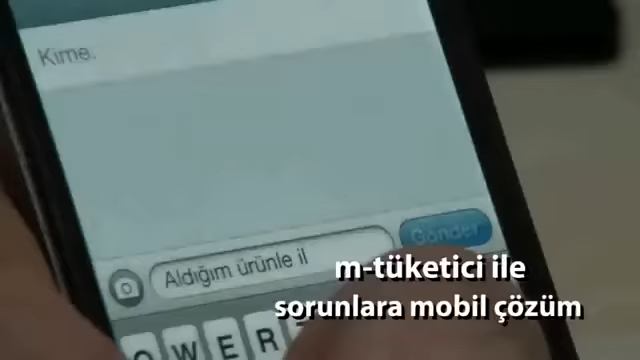 Kime:
Gönder
Aldığım ürünle il
m-tüketici ile
sorunlara mobil çözüm
Q W E R